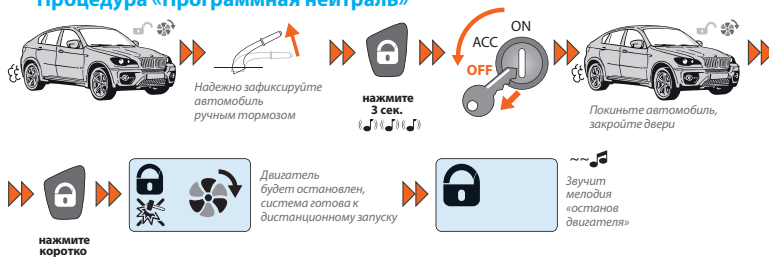 Процедура «Программная нейтраль»
ON
ACC
OFF
Надежно зафиксируйте
автомобиль
ручным тормозом
нажмите
3 сек.
Покиньте автомобиль,
закройте двери
нажмите
коротко
Двигатель
будет остановлен,
система готова к
дистанционному запуску
Звучит
мелодия
«останов
двигателя»